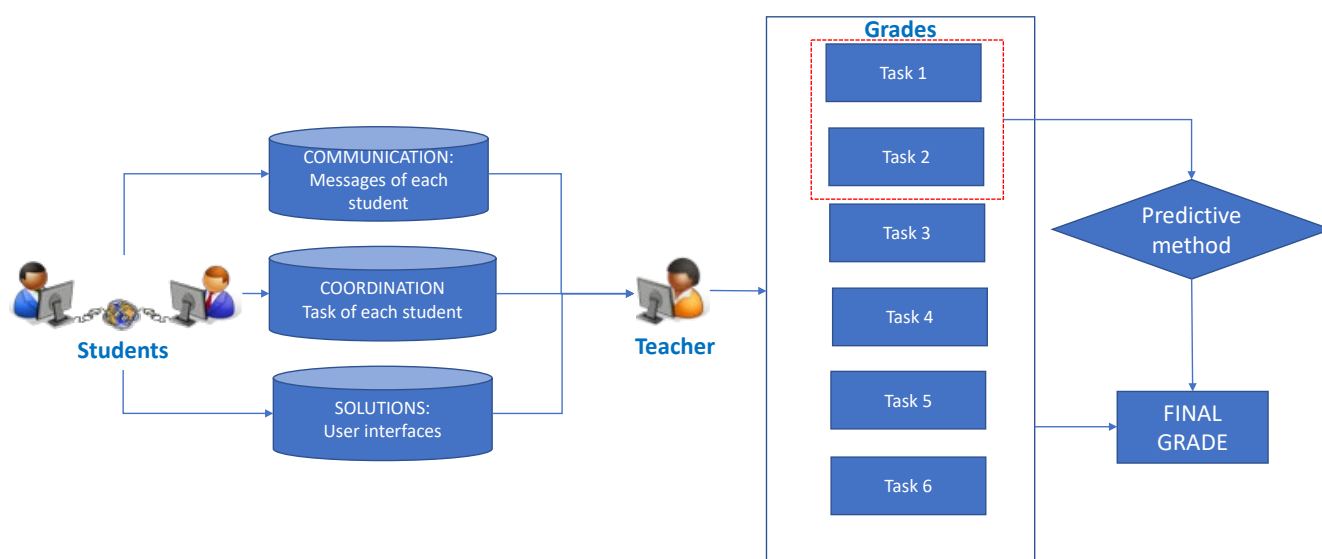 Students
COMMUNICATION:
Messages of each
student
COORDINATION
Task of each student
SOLUTIONS:
User interfaces
Teacher
Grades
Task 1
Task 2
Task 3
Task 4
Task 5
Task 6
Predictive
method
FINAL
GRADE